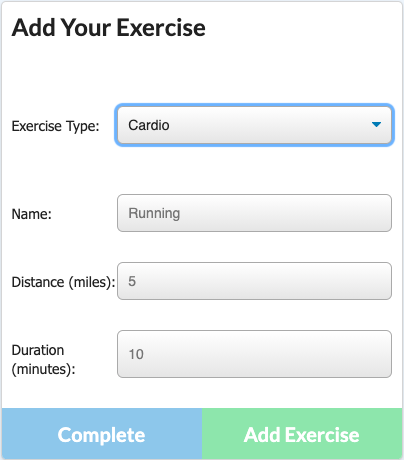 Add Your Exercise
Exercise Type: Cardio
Name: Running
Distance (miles): 5
Duration
(minutes): 10
Complete Add Exercise